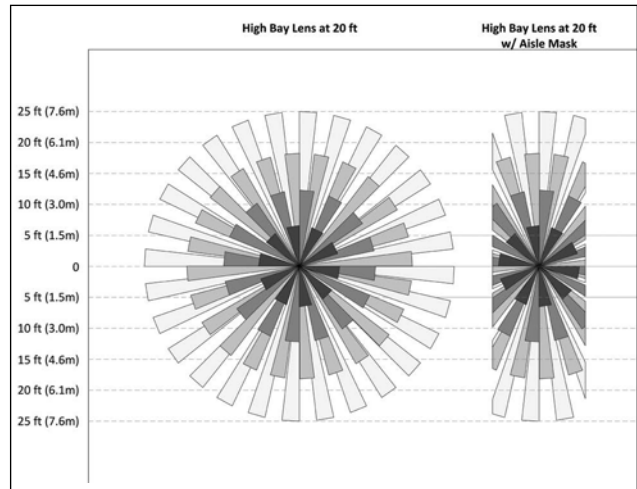 High Bay Lens at 20 ft
High Bay Lens at 20 ft
w/ Aisle Mask
25 ft (7.6m)
20 ft (6.1m)
15 ft (4.6m)
10 ft (3.0m)
5 ft (1.5m)
0
5 ft (1.5m)
10 ft (3.0m)
15 ft (4.6m)
20 ft (6.1m)
25 ft (7.6m)